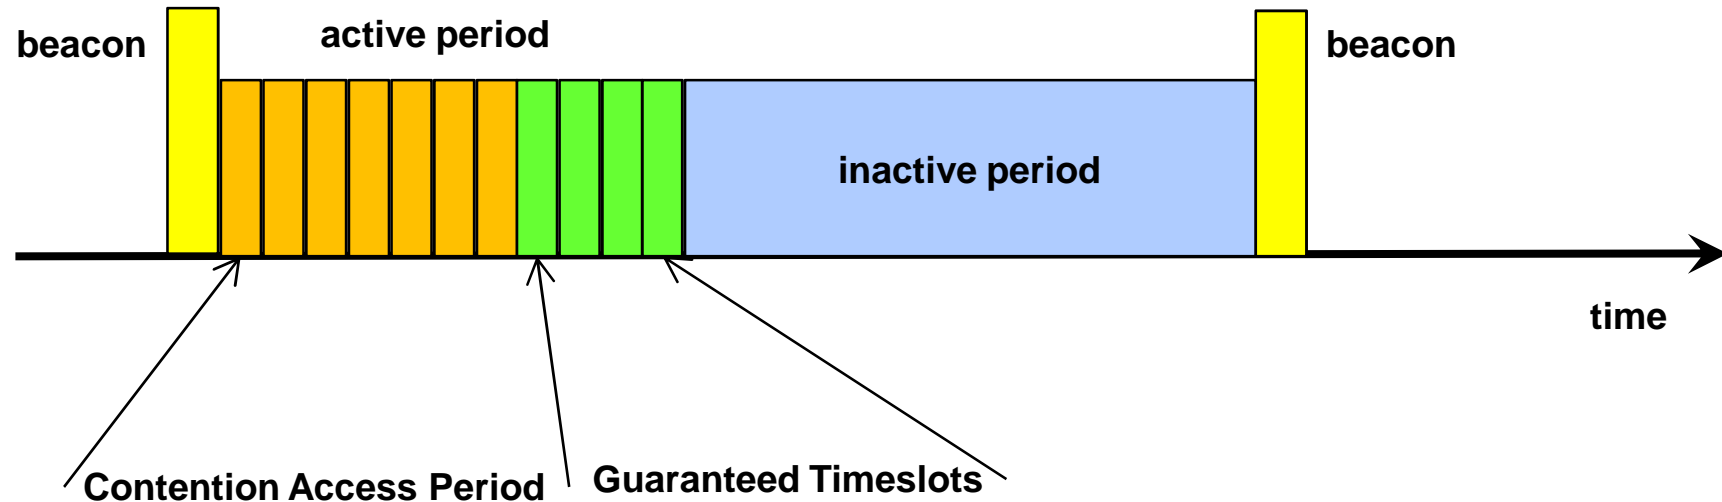 beacon
active period
beacon
inactive period
time
Contention Access Period
Guaranteed Timeslots